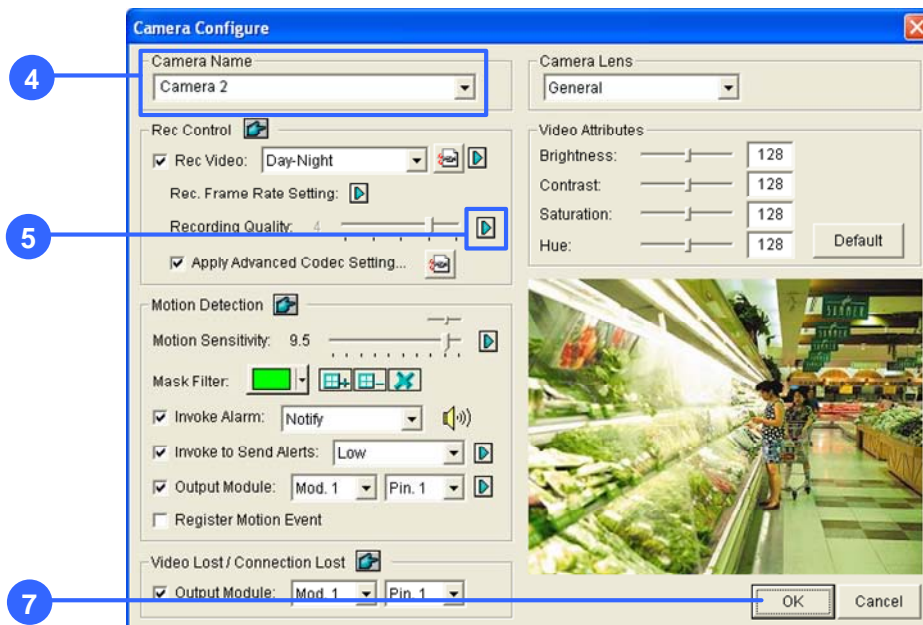 Camera Configure
4
Camera Name
Camera 2
Camera Lens
General
Rec Control
Rec Video: Day-Night
Rec. Frame Rate Setting:
5
Recording Quality: 4
Apply Advanced Codec Setting...
Video Attributes
Brightness: 128
Contrast: 128
Saturation: 128
Hue: 128
Default
Motion Detection
Motion Sensitivity: 9.5
Mask Filter:
Invoke Alarm: Notify
Invoke to Send Alerts: Low
Output Module: Mod. 1 Pin. 1
Register Motion Event
Video Lost / Connection Lost
7
Output Module: Mod. 1 Pin. 1
SUMMER
SUMMER
OK
Cancel